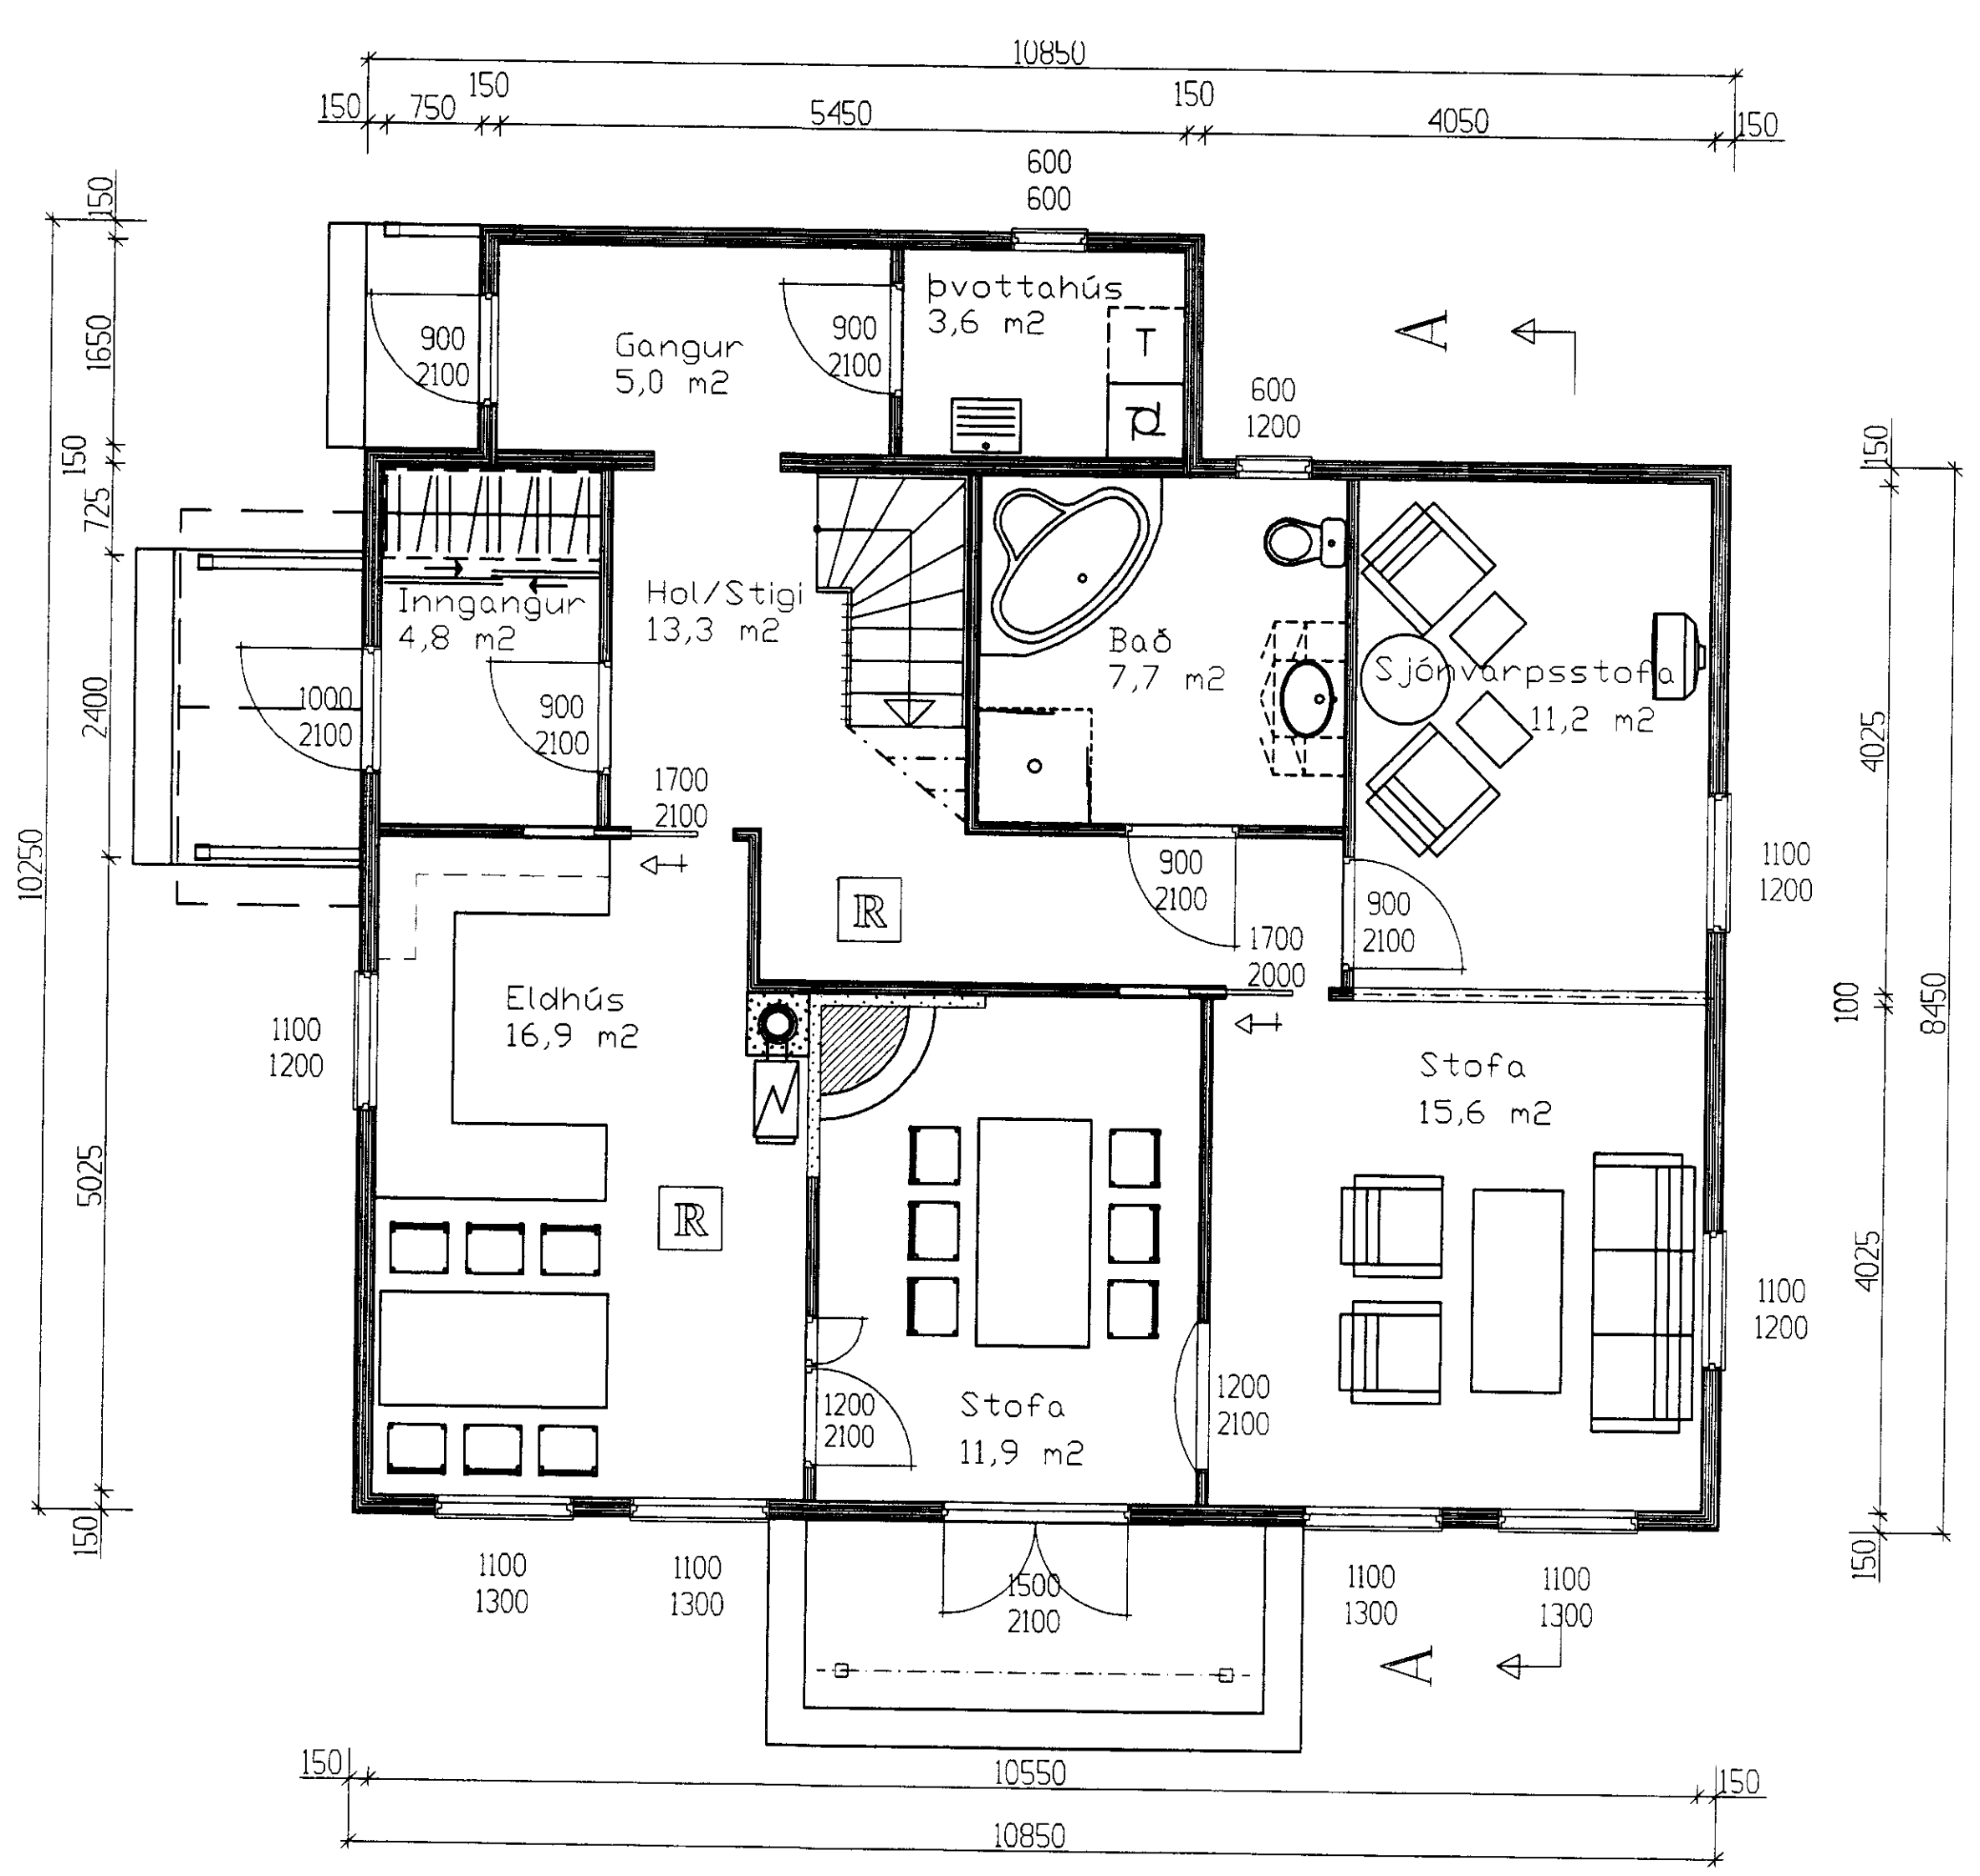 10850
150
750
150
5450
150
4050
150
600
600
150
1650
150
725
2400
10250
5025
150
900
2100
Gangur
5,0 m2
900
2100
þvottahús
3,6 m2
T
A
600
1200
150
4025
100
8450
4025
150
Inngangur
4,8 m2
1000
2100
900
2100
Hol/Stigi
13,3 m2
1700
2100
Bað
7,7 m2
Sjónvarpsstofa
11,2 m2
1100
1200
900
2100
900
2100
1700
2000
R
Eldhús
16,9 m2
1100
1200
R
Stofa
15,6 m2
1100
1200
Stofa
11,9 m2
1200
2100
1200
2100
1100
1300
1100
1300
1500
2100
1100
1300
1100
1300
A
150
10550
150
10850